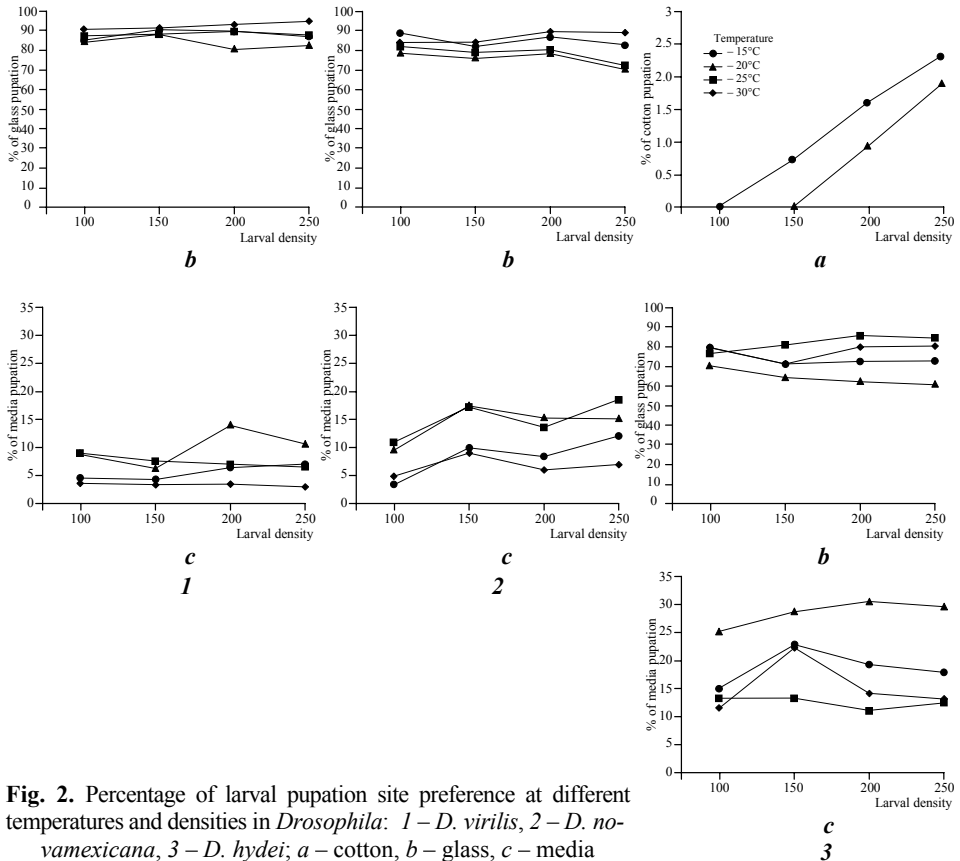 % of glass pupation
100
90
80
70
60
50
40
30
20
10
0
100 150 200 250
Larval density
b
% of glass pupation
100
90
80
70
60
50
40
30
20
10
0
100 150 200 250
Larval density
b
% of cotton pupation
3
2.5
2
1.5
1
0.5
0
Temperature
– 15°C
– 20°C
– 25°C
– 30°C
100 150 200 250
Larval density
a
% of media pupation
35
30
25
20
15
10
5
0
100 150 200 250
Larval density
c
1
% of media pupation
35
30
25
20
15
10
5
0
100 150 200 250
Larval density
c
2
% of glass pupation
100
90
80
70
60
50
40
30
20
10
0
100 150 200 250
Larval density
b
% of media pupation
35
30
25
20
15
10
5
0
100 150 200 250
Larval density
c
3
Fig. 2. Percentage of larval pupation site preference at different
temperatures and densities in Drosophila: 1 – D. virilis, 2 – D. no-
vamexicana, 3 – D. hydei; a – cotton, b – glass, c – media